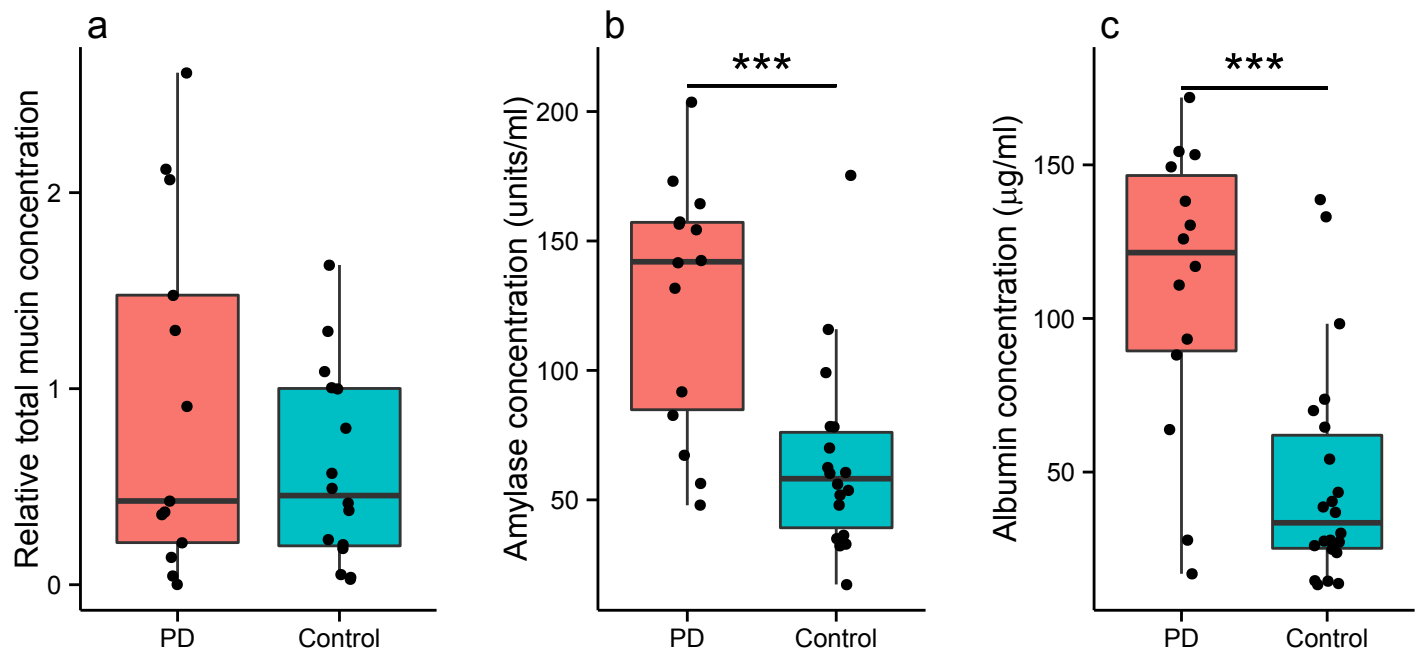 a
Relative total mucin concentration
2
1
0
PD
Control
b
***
Amylase concentration (units/ml)
200
150
100
50
PD
Control
c
***
Albumin concentration (μg/ml)
150
100
50
PD
Control